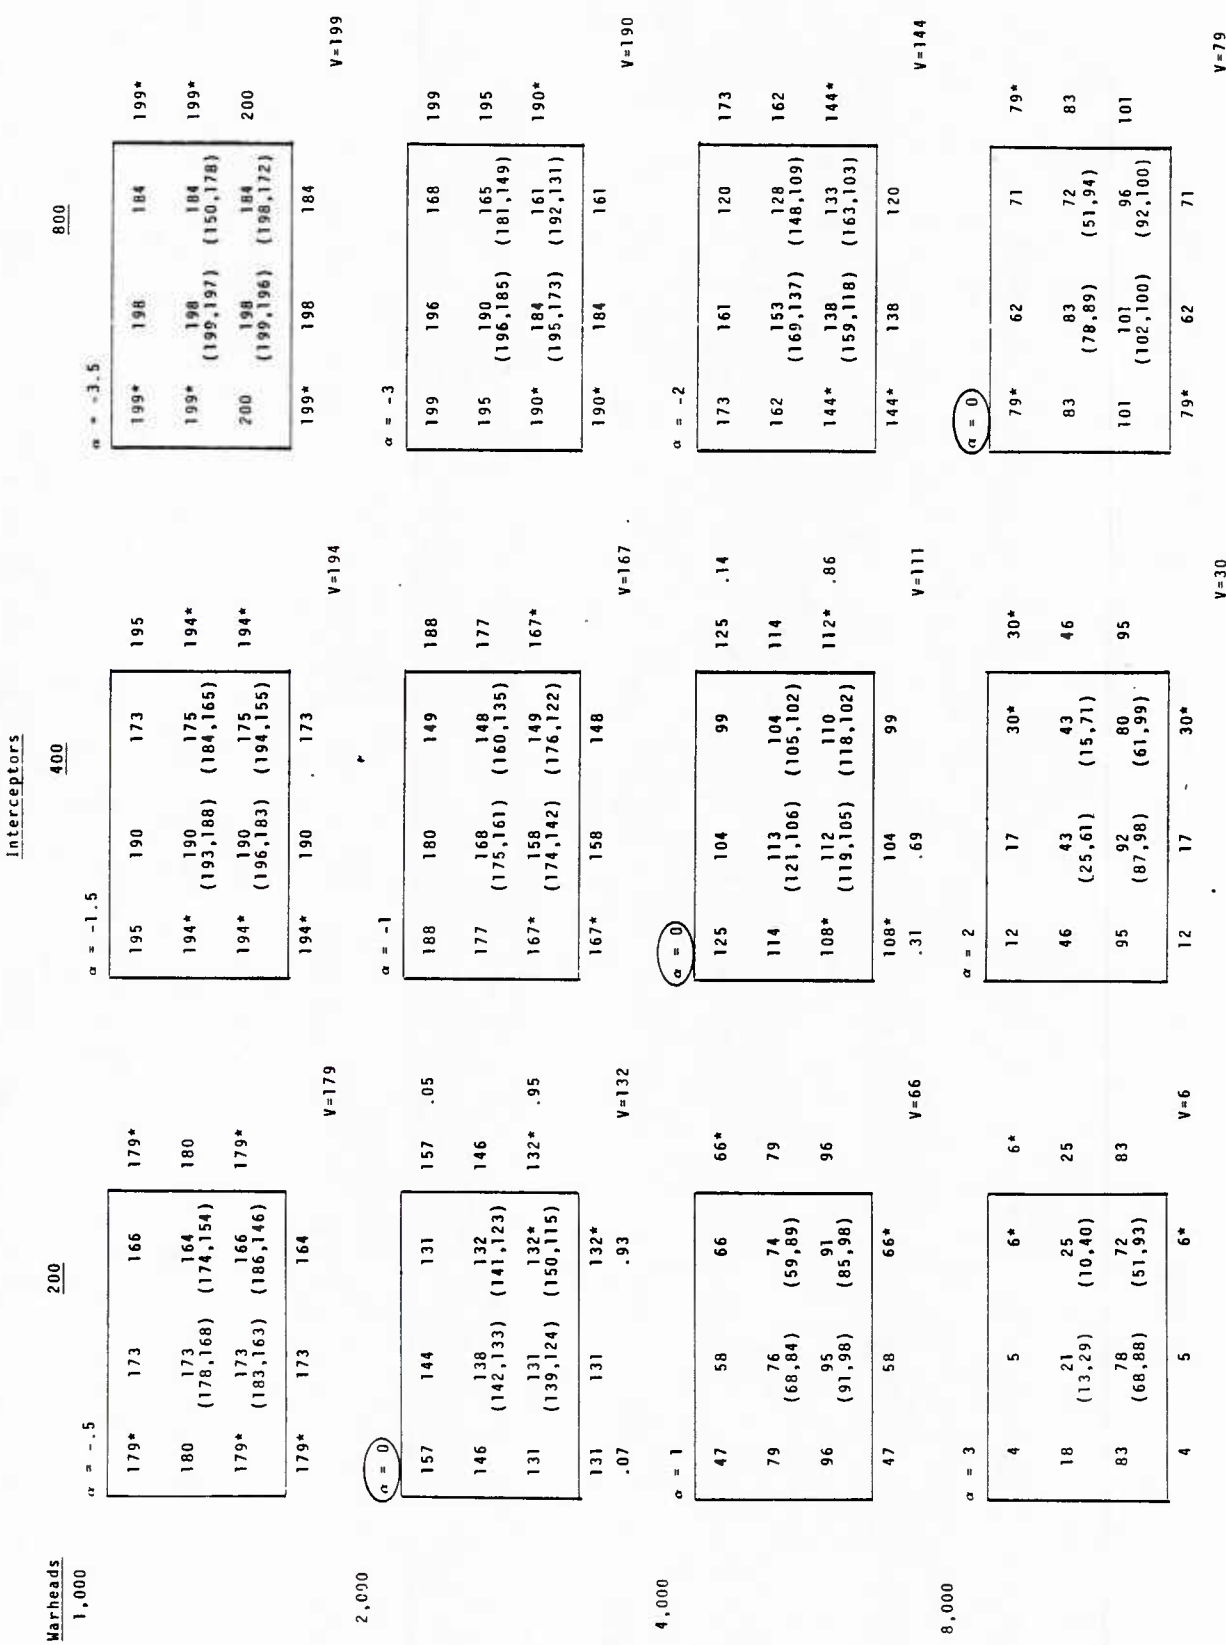 Interceptors
Warheads 200 400 800
1,000
α = -.5 α = -1.5 α = -3.5
179* 173 166 179* 195 190 173 195 199* 198 184 199*
180 173 164 180 194* 190 175 194* 199* 198 184 199*
(178,168) (174,154) (193,188) (184,165) (199,197) (150,178)
179* 173 166 179* 194* 190 175 194* 200 198 184 200
(183,163) (186,146) (196,183) (194,155) (199,196) (198,172)
179* 173 164 194* 190 173 199* 198 184
V=179 V=194 V=199
2,000
α = 0 α = -1 α = -3
157 144 131 157 .05 188 180 149 188 199 196 168 199
146 138 132 146 177 168 148 177 195 190 165 195
(142,133) (141,123) (175,161) (160,135) (196,185) (181,149)
131 131 132* 132* .95 167* 158 149 167* 190* 184 161 190*
(139,124) (150,115) (174,142) (176,122) (195,173) (192,131)
131 131 132* 167* 158 148 190* 184 161
.07 .93
V=132 V=167 V=190
4,000
α = 1 α = 0 α = -2
47 58 66 66* 125 104 99 125 .14 173 161 120 173
79 76 74 79 114 113 104 114 162 153 128 162
(68,84) (59,89) (121,106) (105,102) (169,137) (148,109)
96 95 91 96 108* 112 110 112* .86 144* 138 133 144*
(91,98) (85,98) (119,105) (118,102) (159,118) (163,103)
47 58 66* 108* 104 99 144* 138 120
.31 .69
V=66 V=111 V=144
8,000
α = 3 α = 2 α = 0
4 5 6* 6* 12 17 30* 30* 79* 62 71 79*
18 21 25 25 46 43 43 46 83 83 72 83
(13,29) (10,40) (25,61) (15,71) (78,89) (51,94)
83 78 72 83 95 92 80 95 101 101 96 101
(68,88) (51,93) (87,98) (61,99) (102,100) (92,100)
4 5 6* 12 17 30* 79* 62 71
V=6 V=30 V=79